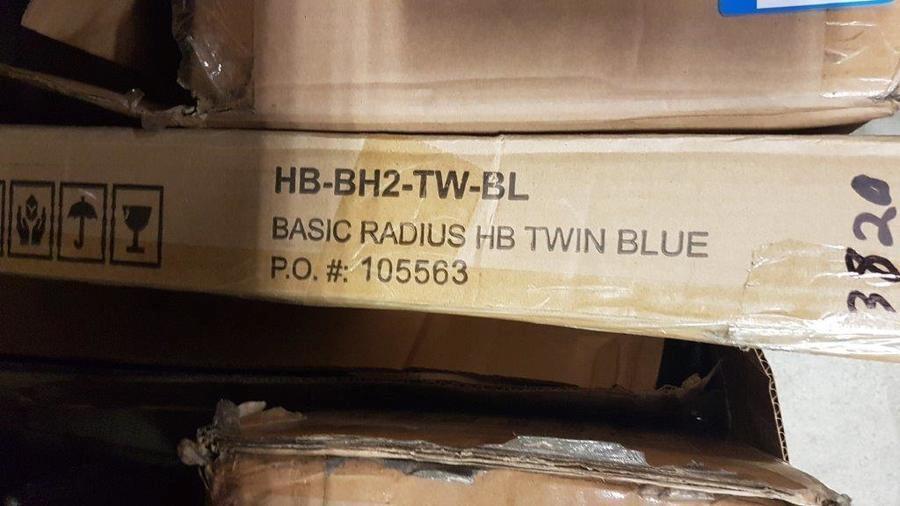 HB-BH2-TW-BL
BASIC RADIUS HB TWIN BLUE
P.O. #: 105563
3820